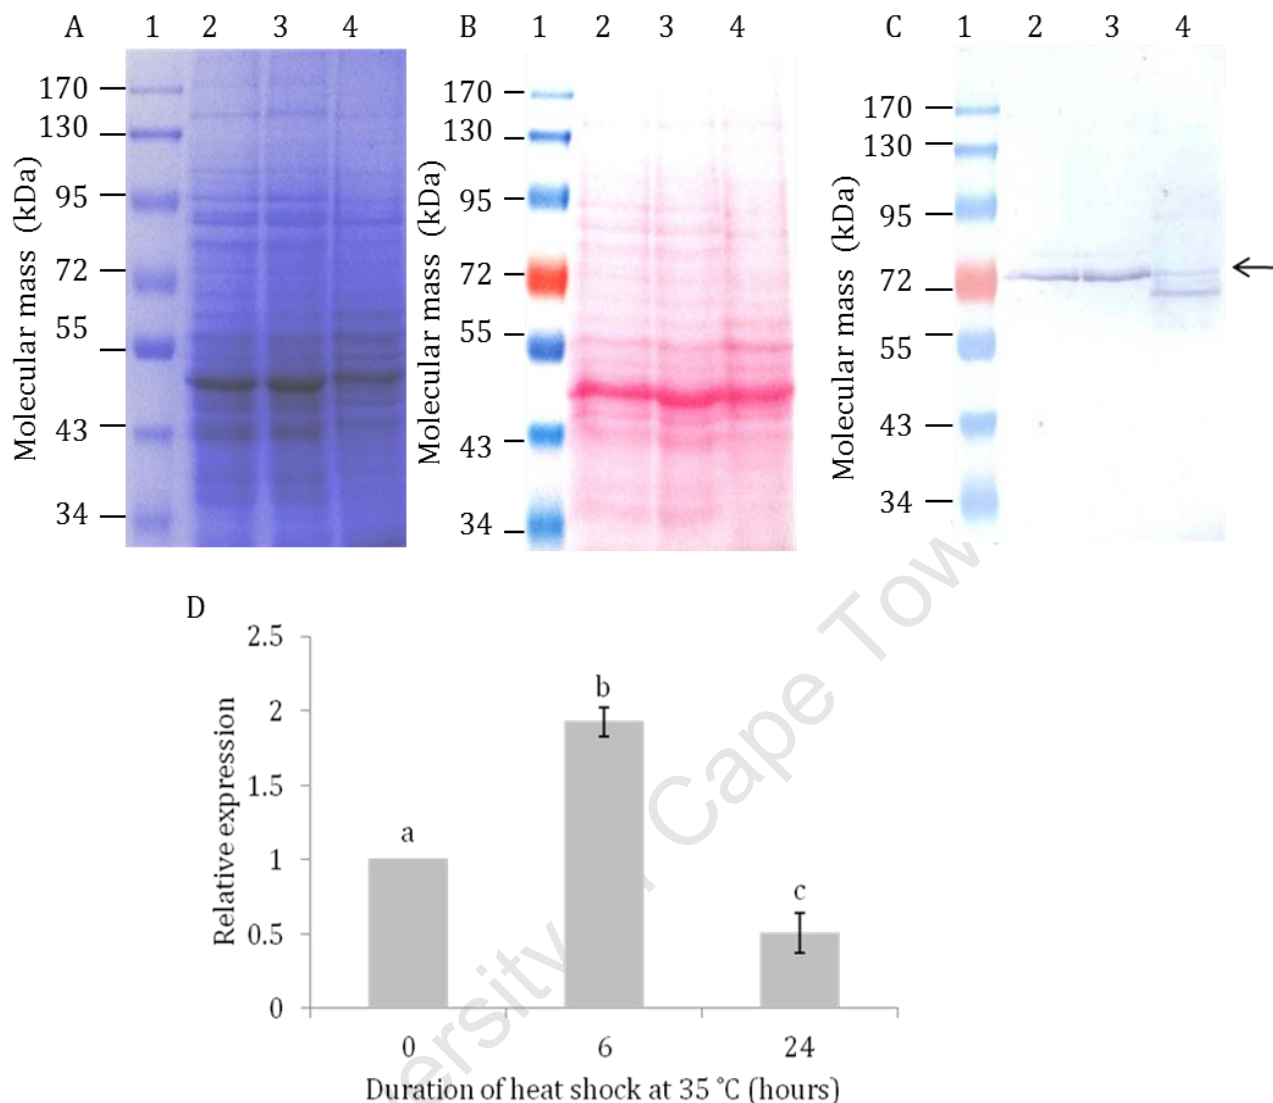 A 1 2 3 4
Molecular mass (kDa)
170
130
95
72
55
43
34
B 1 2 3 4
Molecular mass (kDa)
170
130
95
72
55
43
34
C 1 2 3 4
Molecular mass (kDa)
170
130
95
72
55
43
34
D
Relative expression
2.5
2
1.5
1
0.5
0
a
b
c
0 6 24
Duration of heat shock at 35 °C (hours)
Cape